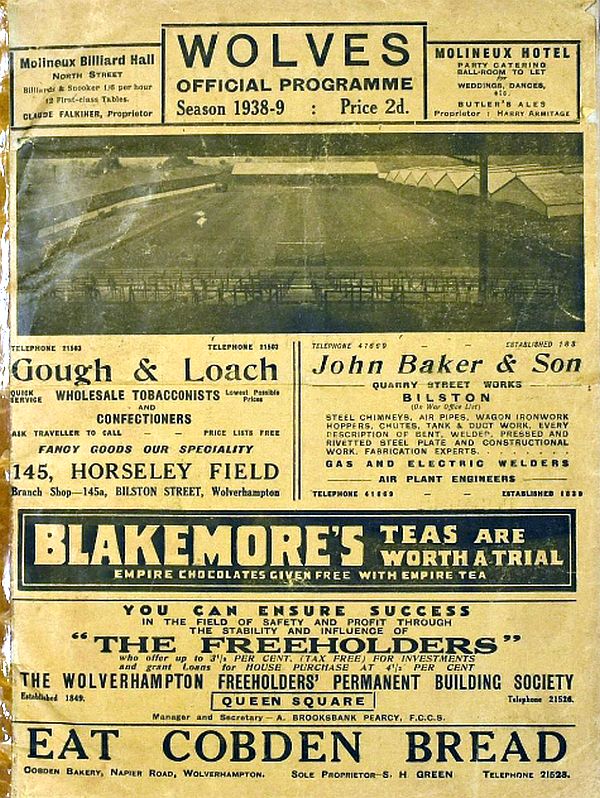 Molineux Billiard Hall
NORTH STREET
Billiards & Snooker 1/6 per hour
12 First-class Tables.
CLAUDE FALKINER, Proprietor
WOLVES
OFFICIAL PROGRAMME
Season 1938-9 : Price 2d.
MOLINEUX HOTEL
PARTY CATERING
BALL-ROOM TO LET
for
WEDDINGS, DANCES,
etc.
BUTLER'S ALES
Proprietor : HARRY ARMITAGE
TELEPHONE 21503 TELEPHONE 21503
Gough & Loach
QUICK SERVICE WHOLESALE TOBACCONISTS Lowest Possible Prices
AND
CONFECTIONERS
ASK TRAVELLER TO CALL — — PRICE LISTS FREE
FANCY GOODS OUR SPECIALITY
145, HORSELEY FIELD
Branch Shop—145a, BILSTON STREET, Wolverhampton
TELEPHONE 41669 — — ESTABLISHED 18
John Baker & Son
QUARRY STREET WORKS
BILSTON
(On War Office List)
STEEL CHIMNEYS, AIR PIPES, WAGON IRONWORK
HOPPERS, CHUTES, TANK & DUCT WORK, EVERY
DESCRIPTION OF BENT, WELDED, PRESSED AND
RIVETTED STEEL PLATE AND CONSTRUCTIONAL
WORK. FABRICATION EXPERTS. . . . . . . .
GAS AND ELECTRIC WELDERS
— AIR PLANT ENGINEERS —
TELEPHONE 41669 — — ESTABLISHED 1839
BLAKEMORE'S TEAS ARE
WORTH A TRIAL
EMPIRE CHOCOLATES GIVEN FREE WITH EMPIRE TEA
YOU CAN ENSURE SUCCESS
IN THE FIELD OF SAFETY AND PROFIT THROUGH
THE STABILITY AND INFLUENCE OF
"THE FREEHOLDERS"
who offer up to 3½ PER CENT. (TAX FREE) FOR INVESTMENTS
and grant Loans for HOUSE PURCHASE AT 4½ PER CENT
THE WOLVERHAMPTON FREEHOLDERS' PERMANENT BUILDING SOCIETY
Established 1849. QUEEN SQUARE Telephone 21526.
Manager and Secretary—A. BROOKSBANK PEARCY, F.C.C.S.
EAT COBDEN BREAD
COBDEN BAKERY, NAPIER ROAD, WOLVERHAMPTON. SOLE PROPRIETOR—S. H GREEN TELEPHONE 21528.